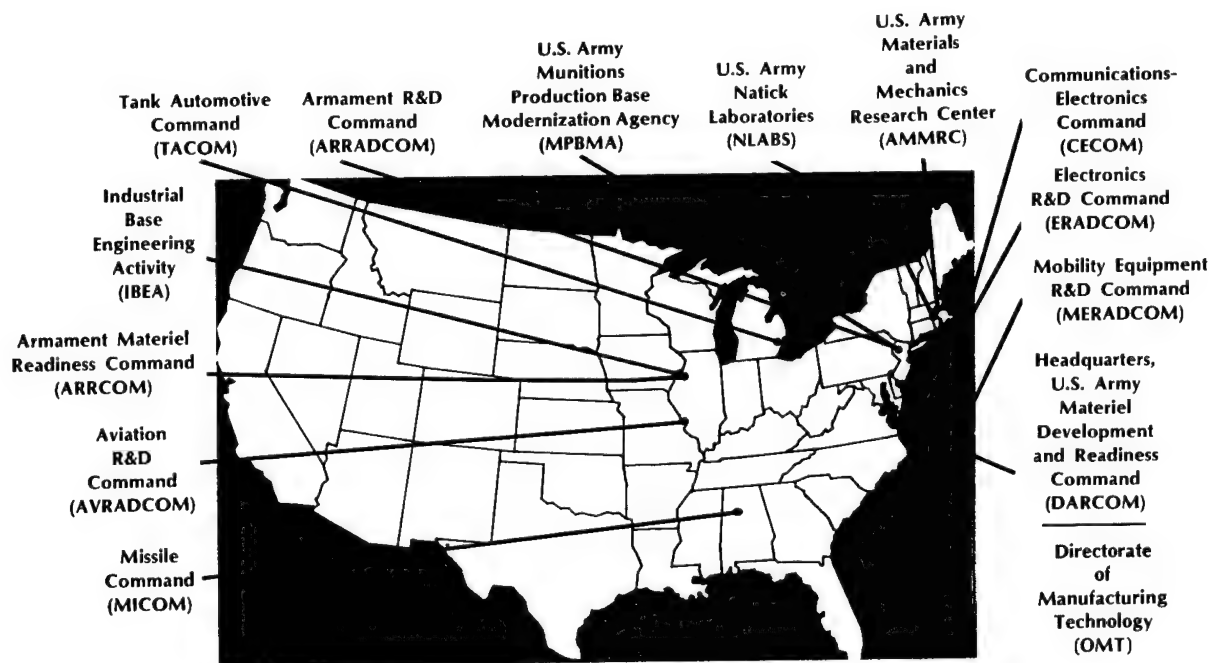 Tank Automotive
Command
(TACOM)
Armament R&D
Command
(ARRADCOM)
U.S. Army
Munitions
Production Base
Modernization Agency
(MPBMA)
U.S. Army
Natick
Laboratories
(NLABS)
U.S. Army
Materials
and
Mechanics
Research Center
(AMMRC)
Communications-
Electronics
Command
(CECOM)
Electronics
R&D Command
(ERADCOM)
Mobility Equipment
R&D Command
(MERADCOM)
Headquarters,
U.S. Army
Materiel
Development
and Readiness
Command
(DARCOM)
Directorate
of
Manufacturing
Technology
(OMT)
Industrial
Base
Engineering
Activity
(IBEA)
Armament Materiel
Readiness Command
(ARRCOM)
Aviation
R&D
Command
(AVRADCOM)
Missile
Command
(MICOM)